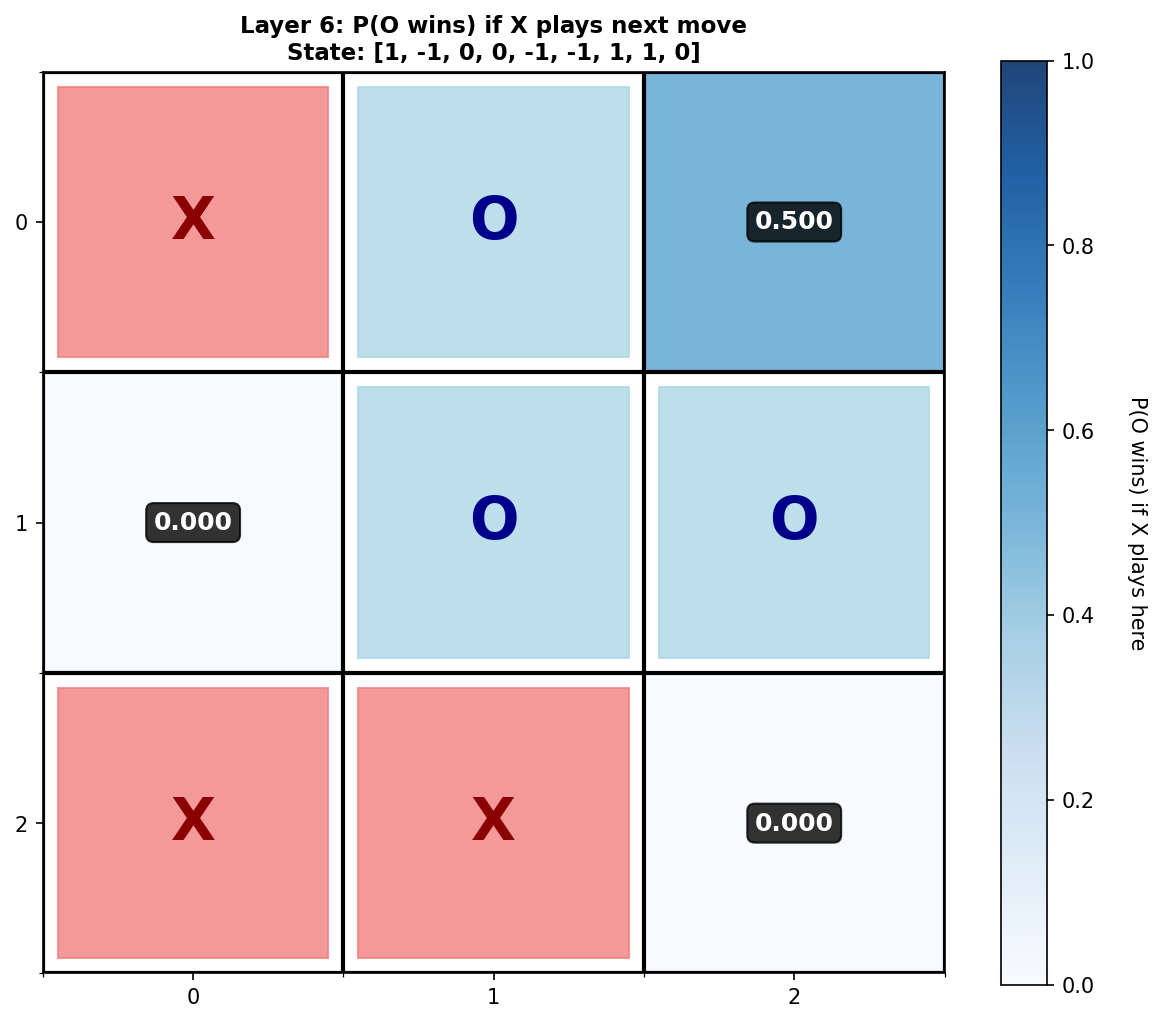 Layer 6: P(O wins) if X plays next move
State: [1, -1, 0, 0, -1, -1, 1, 1, 0]
0
X
O
0.500
1
0.000
O
O
2
X
X
0.000
0
1
2
1.0
0.8
0.6
0.4
0.2
0.0
P(O wins) if X plays here